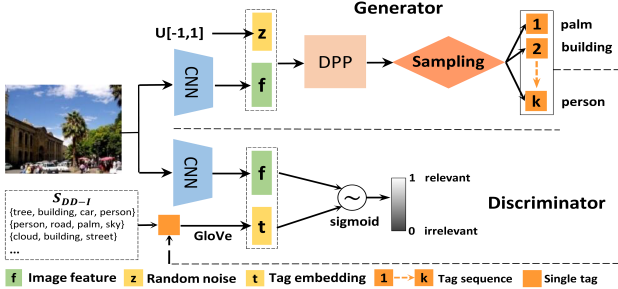 Generator
U[-1,1]
z
CNN
f
DPP
Sampling
1
palm
2
building
k
person
CNN
f
S_{DD-I}
{tree, building, car, person}
{person, road, palm, sky}
{cloud, building, street}
...
GloVe
t
~
sigmoid
1 relevant
0 irrelevant
Discriminator
f Image feature z Random noise t Tag embedding 1 k Tag sequence Single tag